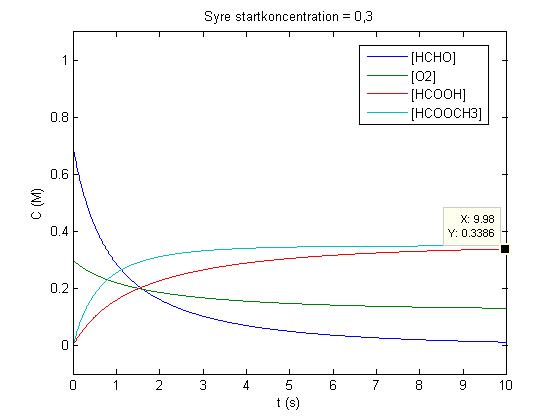 Syre startkoncentration = 0,3
[HCHO]
[O2]
[HCOOH]
[HCOOCH3]
X: 9.98
Y: 0.3386
C (M)
1
0.8
0.6
0.4
0.2
0
0 1 2 3 4 5 6 7 8 9 10
t (s)